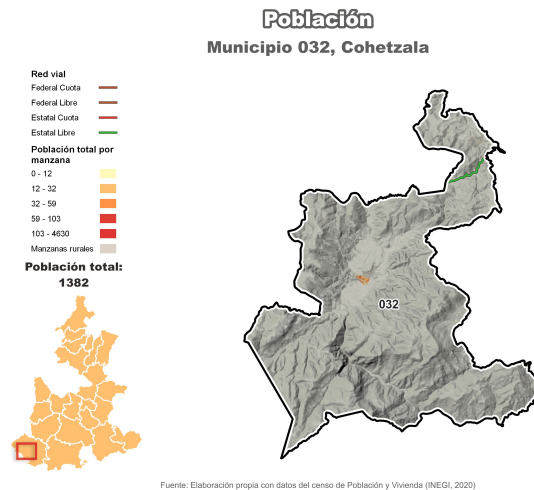 Población
Municipio 032, Cohetzala
Red vial
Federal Cuota
Federal Libre
Estatal Cuota
Estatal Libre
Población total por
manzana
0 - 12
12 - 32
32 - 59
59 - 103
103 - 4630
Manzanas rurales
Población total:
1382
032
Fuente: Elaboración propia con datos del censo de Población y Vivienda (INEGI, 2020)